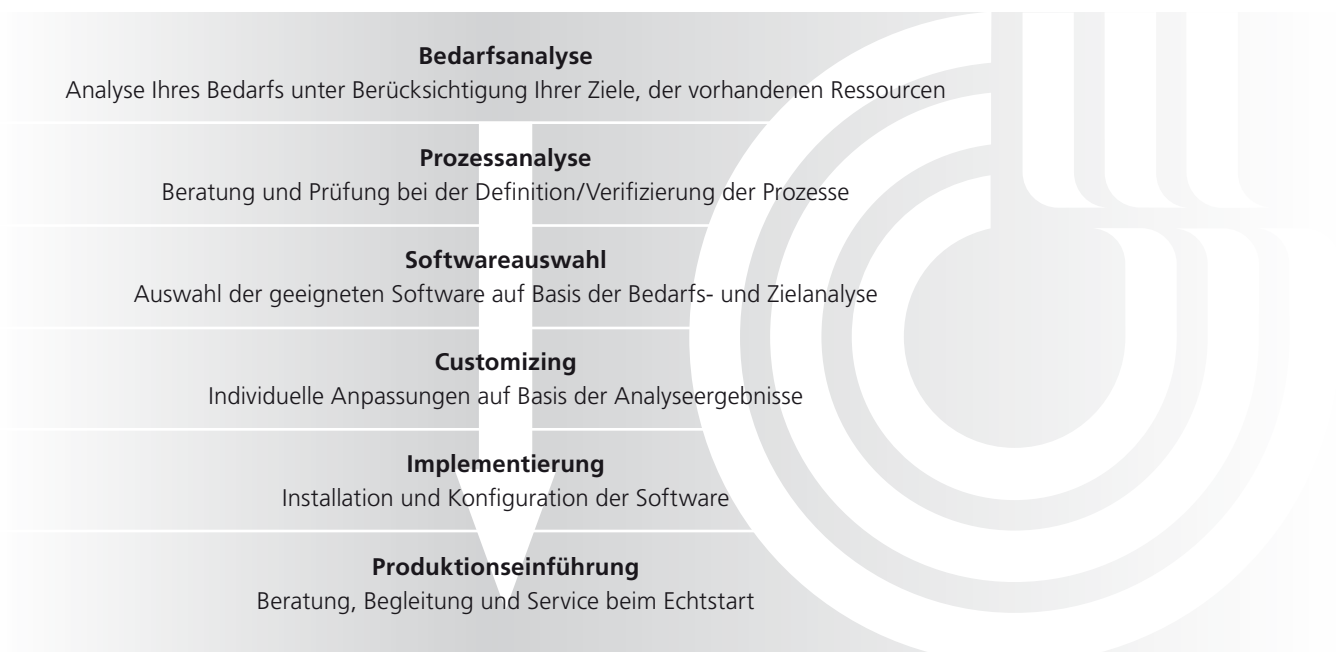 Bedarfsanalyse
Analyse Ihres Bedarfs unter Berücksichtigung Ihrer Ziele, der vorhandenen Ressourcen
Prozessanalyse
Beratung und Prüfung bei der Definition/Verifizierung der Prozesse
Softwareauswahl
Auswahl der geeigneten Software auf Basis der Bedarfs- und Zielanalyse
Customizing
Individuelle Anpassungen auf Basis der Analyseergebnisse
Implementierung
Installation und Konfiguration der Software
Produktionseinführung
Beratung, Begleitung und Service beim Echtstart